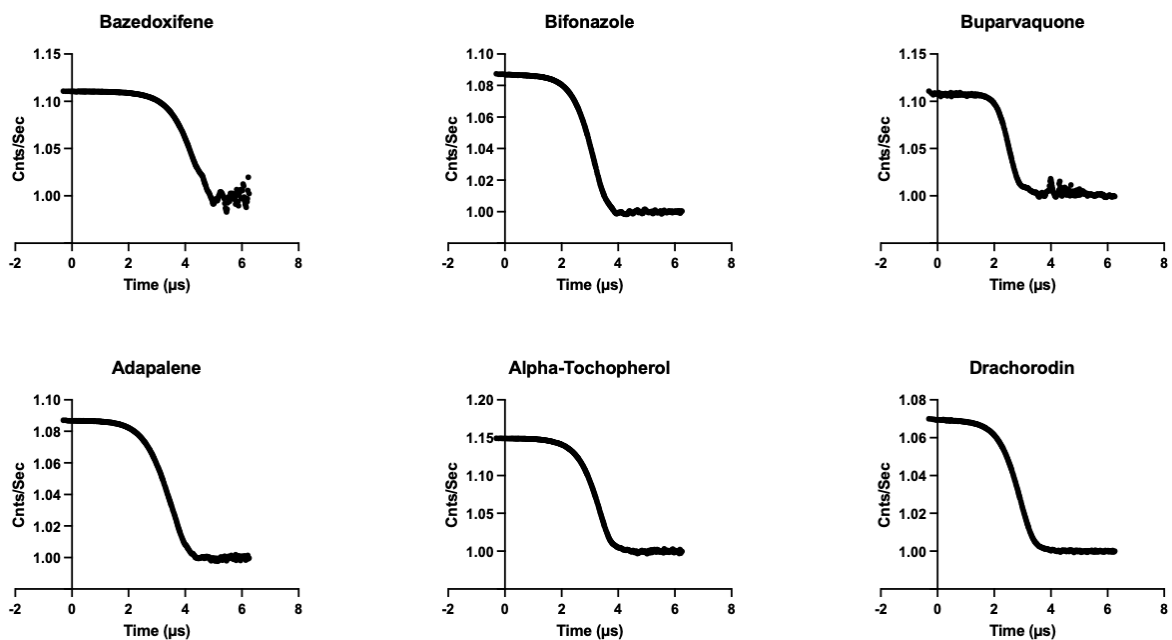 Bazedoxifene
1.15
1.10
1.05
1.00
Cnts/Sec
-2 0 2 4 6 8
Time (µs)
Bifonazole
1.10
1.08
1.06
1.04
1.02
1.00
Cnts/Sec
-2 0 2 4 6 8
Time (µs)
Buparvaquone
1.15
1.10
1.05
1.00
Cnts/Sec
-2 0 2 4 6 8
Time (µs)
Adapalene
1.10
1.08
1.06
1.04
1.02
1.00
Cnts/Sec
-2 0 2 4 6 8
Time (µs)
Alpha-Tochopherol
1.20
1.15
1.10
1.05
1.00
Cnts/Sec
-2 0 2 4 6 8
Time (µs)
Drachorodin
1.08
1.06
1.04
1.02
1.00
Cnts/Sec
-2 0 2 4 6 8
Time (µs)